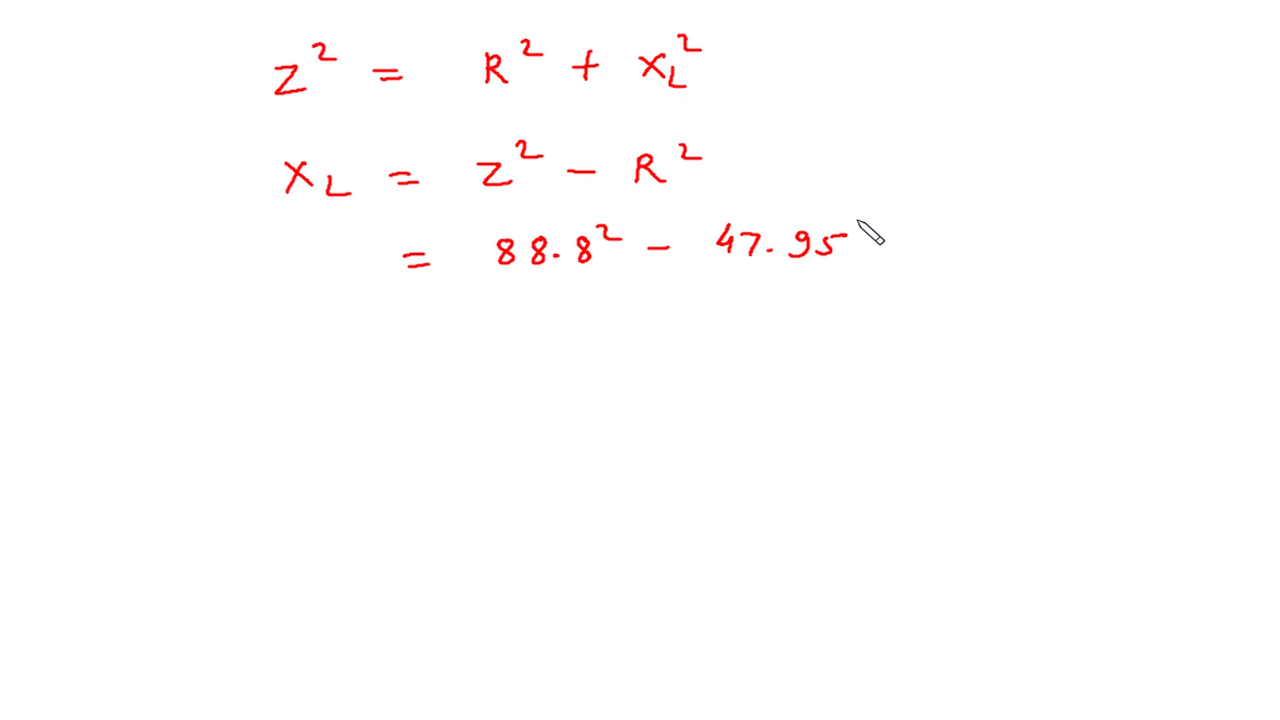 Z² = R² + X_L²
X_L = Z² − R²
= 88.8² − 47.95